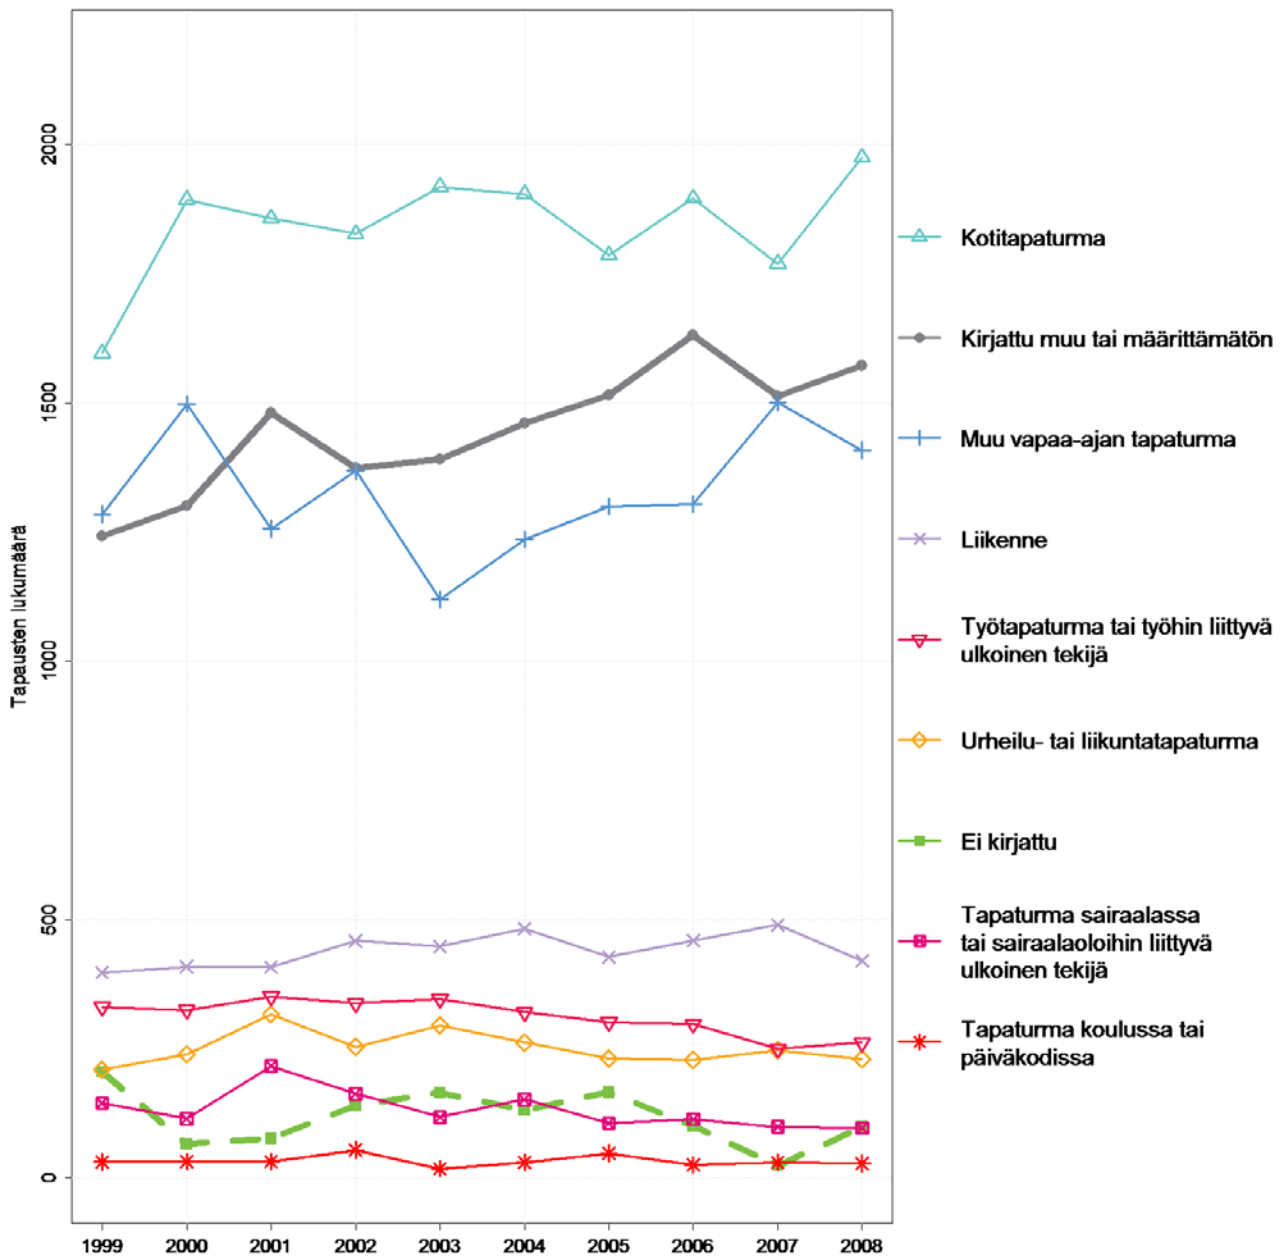 2000
1500
1000
500
0
Tapausten lukumäärä
1999 2000 2001 2002 2003 2004 2005 2006 2007 2008
Kotitapaturma
Kirjattu muu tai määrittämätön
Muu vapaa-ajan tapaturma
Liikenne
Työtapaturma tai työhin liittyvä
ulkoinen tekijä
Urheilu- tai liikuntatapaturma
Ei kirjattu
Tapaturma sairaalassa
tai sairaalaoloihin liittyvä
ulkoinen tekijä
Tapaturma koulussa tai
päiväkodissa